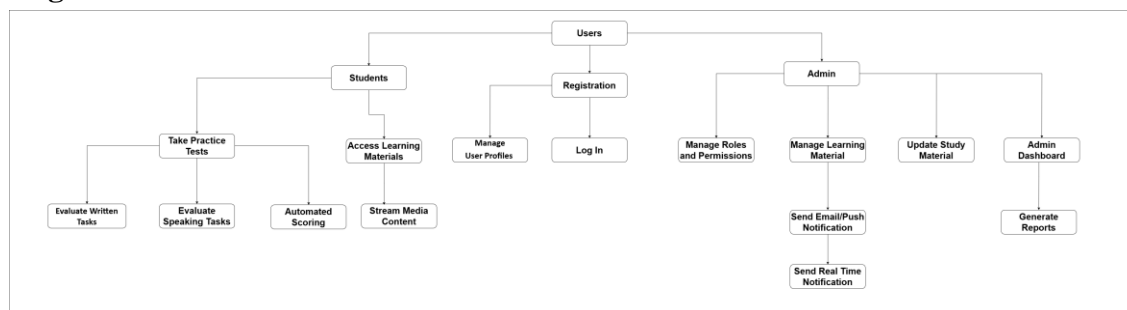 Users
Students
Registration
Admin
Take Practice
Tests
Access Learning
Materials
Manage
User Profiles
Log In
Manage Roles
and Permissions
Manage Learning
Material
Update Study
Material
Admin
Dashboard
Evaluate Written
Tasks
Evaluate
Speaking Tasks
Automated
Scoring
Stream Media
Content
Send Email/Push
Notification
Generate
Reports
Send Real Time
Notification